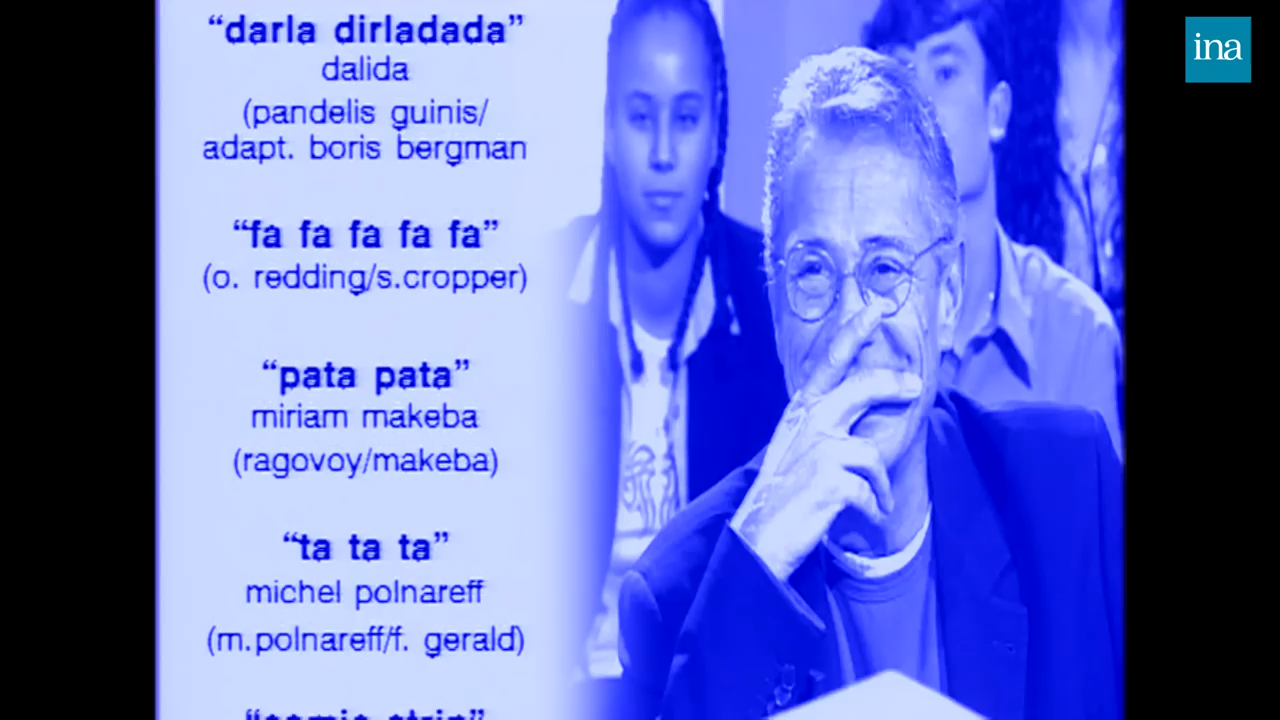 “darla dirladada”
dalida
(pandelis guinis/
adapt. boris bergman
“fa fa fa fa fa”
(o. redding/s.cropper)
“pata pata”
miriam makeba
(ragovoy/makeba)
“ta ta ta”
michel polnareff
(m.polnareff/f. gerald)
ina